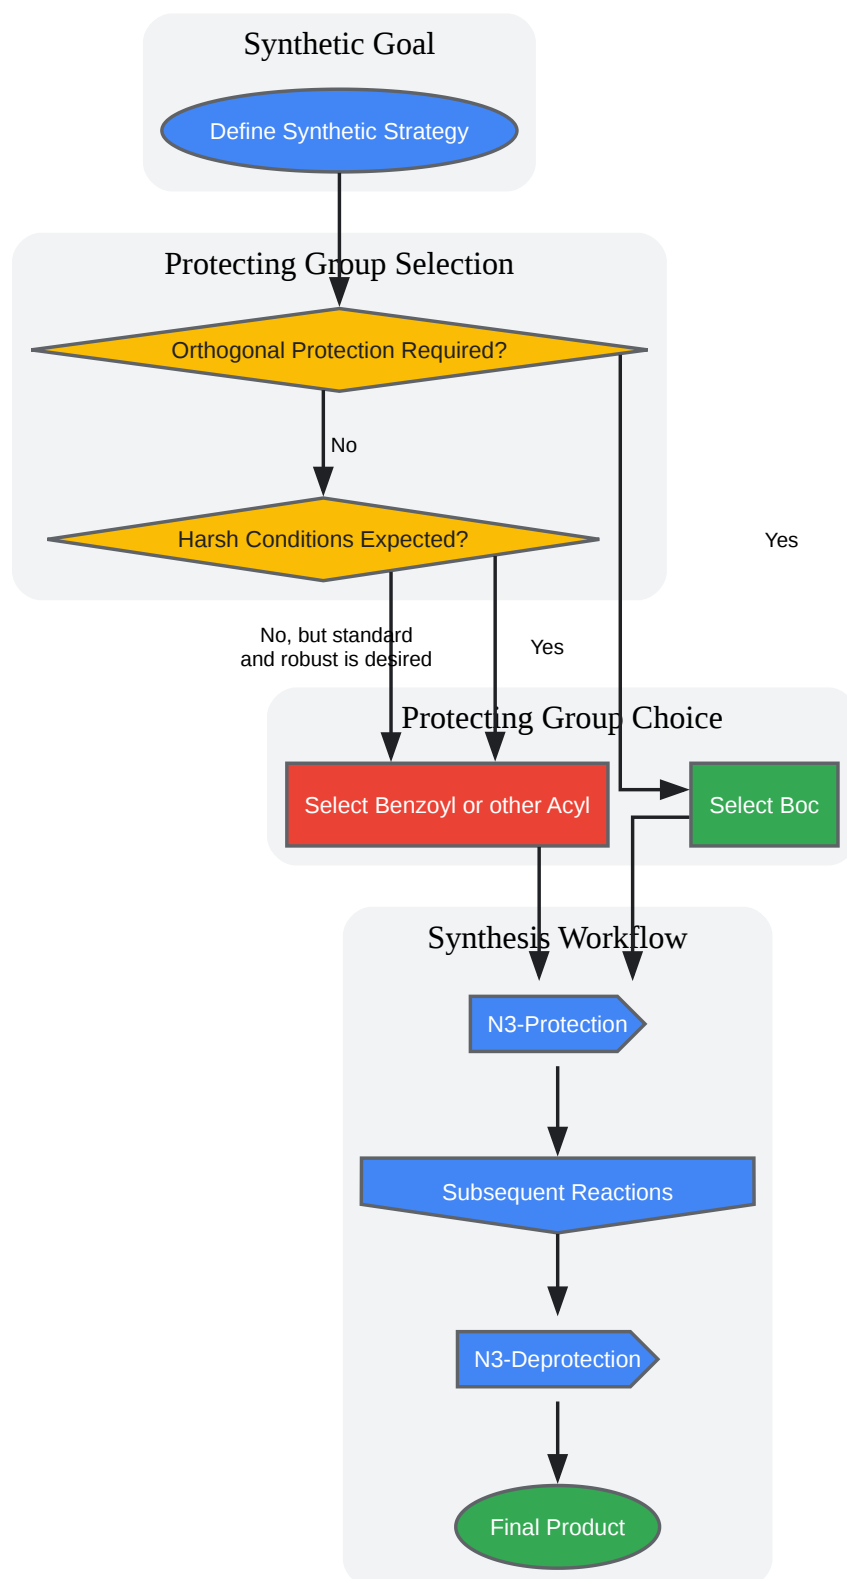 Synthetic Goal
Define Synthetic Strategy
Protecting Group Selection
Orthogonal Protection Required?
No
Harsh Conditions Expected?
Yes
No, but standard
and robust is desired
Yes
Protecting Group Choice
Select Benzoyl or other Acyl
Select Boc
Synthesis Workflow
N3-Protection
Subsequent Reactions
N3-Deprotection
Final Product